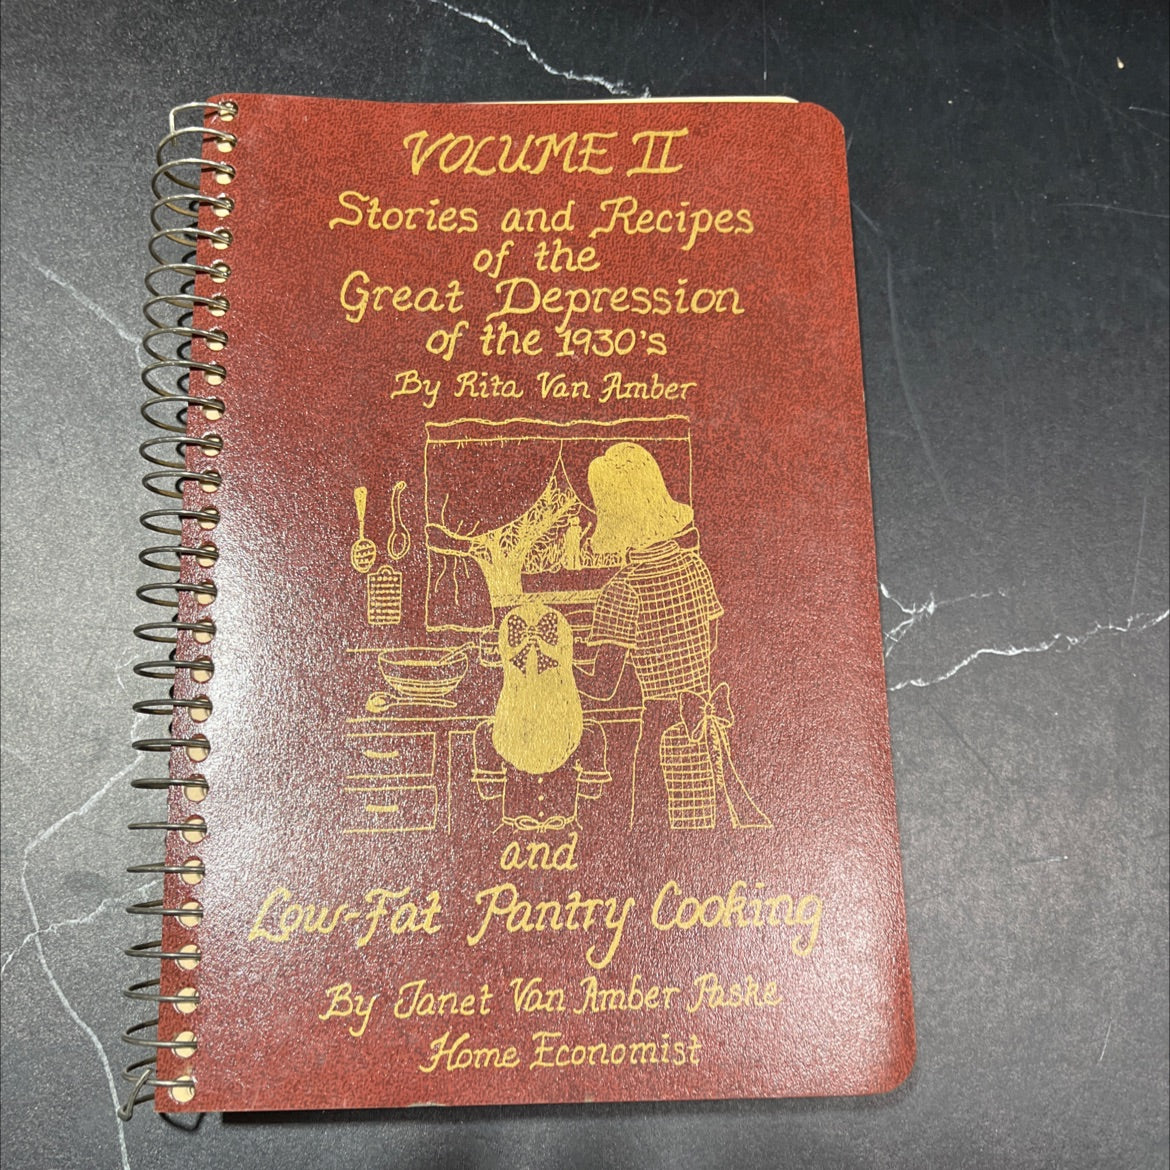 VOLUME II
Stories and Recipes
of the
Great Depression
of the 1930's
By Rita Van Amber
and
Low-Fat Pantry Cooking
By Janet Van Amber Paske
Home Economist